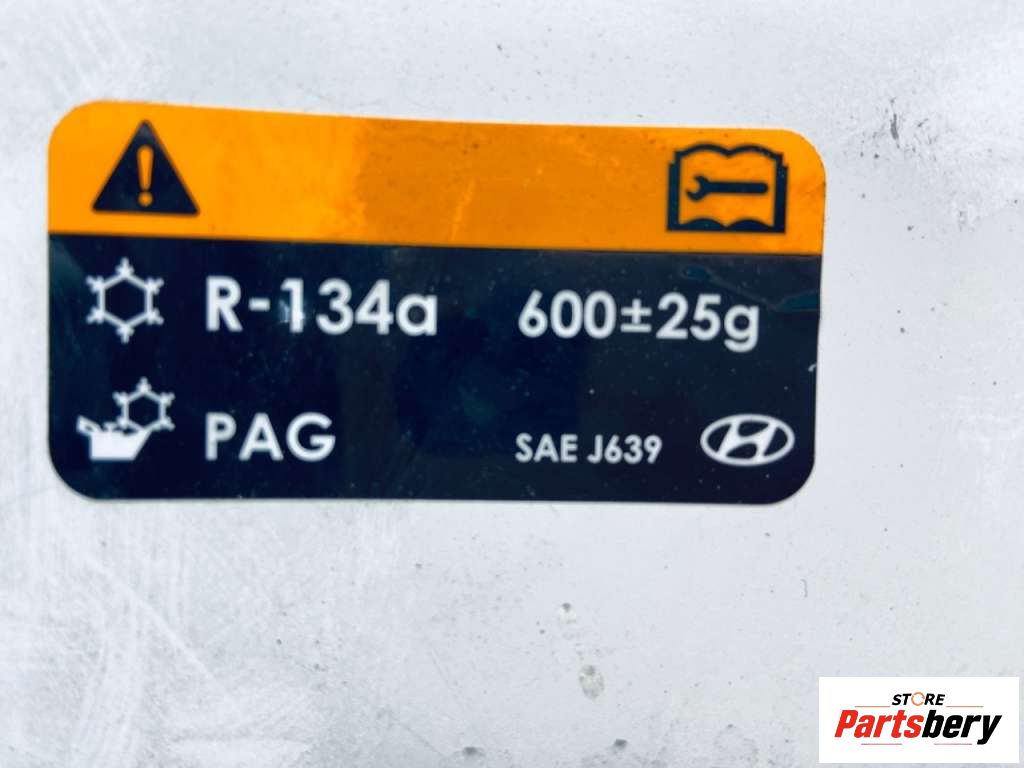 R-134a 600±25g
PAG SAE J639
STORE
Partsbery